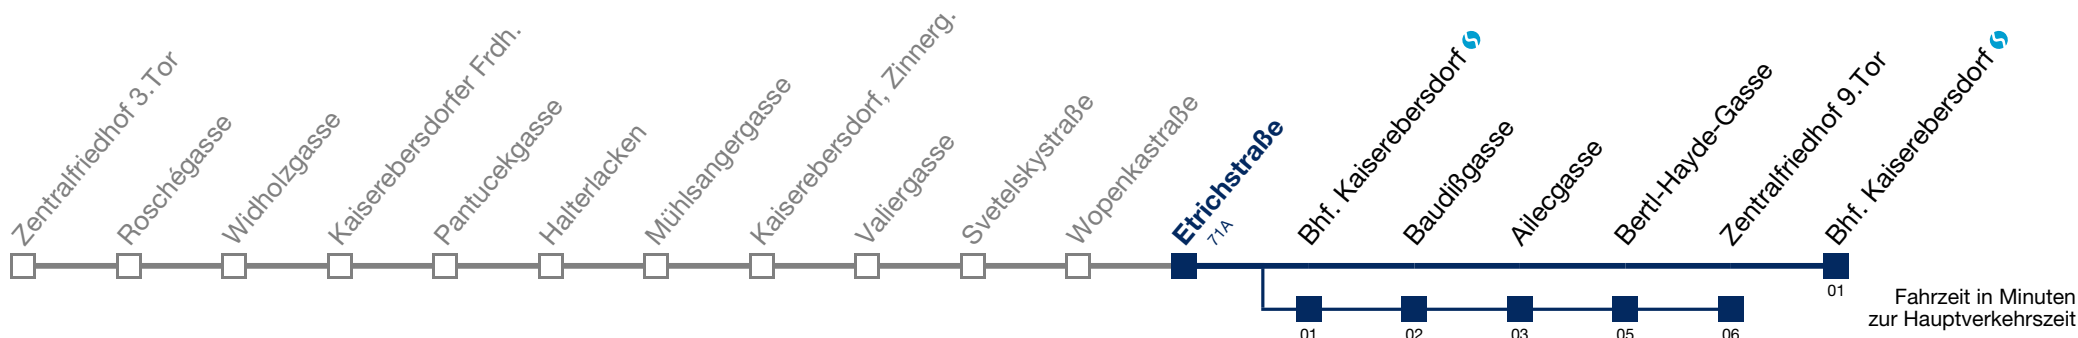 Zentralfriedhof 3.Tor
Roschégasse
Widholzgasse
Kaiserebersdorfer Frdh.
Pantucekgasse
Halterlacken
Mühlsangergasse
Kaiserebersdorf, Zinnerg.
Valiergasse
Svetelskystraße
Wopenkastraße
Etrichstraße
71A
Bhf. Kaiserebersdorf
Baudißgasse
Ailecgasse
Bertl-Hayde-Gasse
Zentralfriedhof 9.Tor
Bhf. Kaiserebersdorf
01
01
02
03
05
06
Fahrzeit in Minuten
zur Hauptverkehrszeit